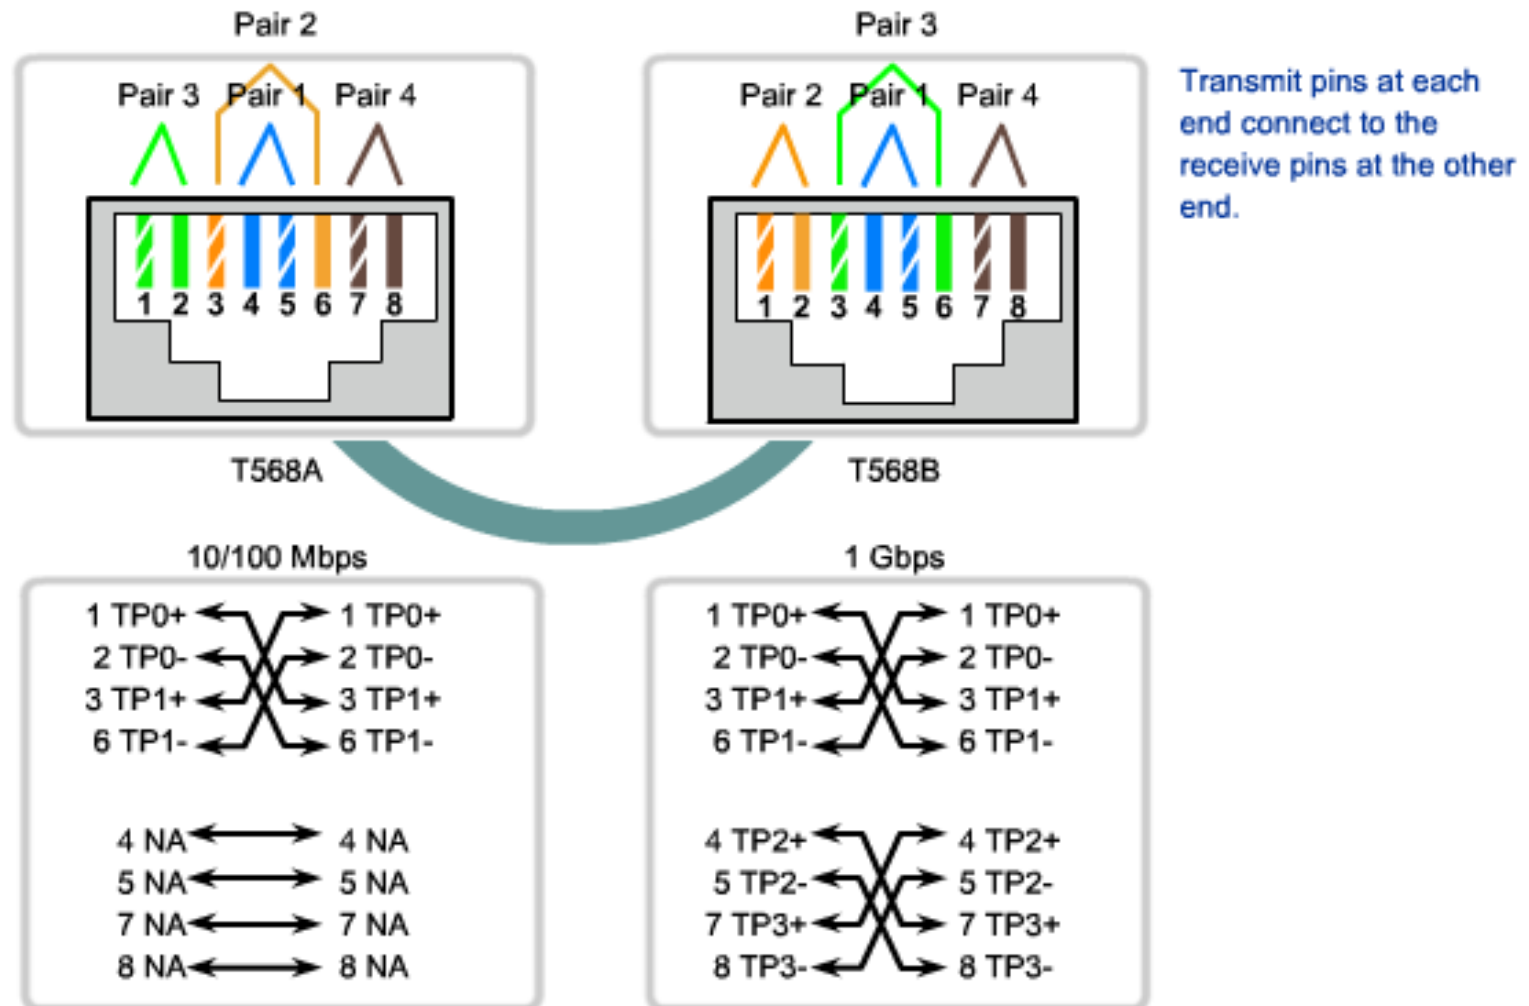 Pair 2
Pair 3 Pair 1 Pair 4
1 2 3 4 5 6 7 8
T568A
Pair 3
Pair 2 Pair 1 Pair 4
1 2 3 4 5 6 7 8
T568B
Transmit pins at each
end connect to the
receive pins at the other
end.
10/100 Mbps
1 TP0+ 1 TP0+
2 TP0- 2 TP0-
3 TP1+ 3 TP1+
6 TP1- 6 TP1-
4 NA 4 NA
5 NA 5 NA
7 NA 7 NA
8 NA 8 NA
1 Gbps
1 TP0+ 1 TP0+
2 TP0- 2 TP0-
3 TP1+ 3 TP1+
6 TP1- 6 TP1-
4 TP2+ 4 TP2+
5 TP2- 5 TP2-
7 TP3+ 7 TP3+
8 TP3- 8 TP3-